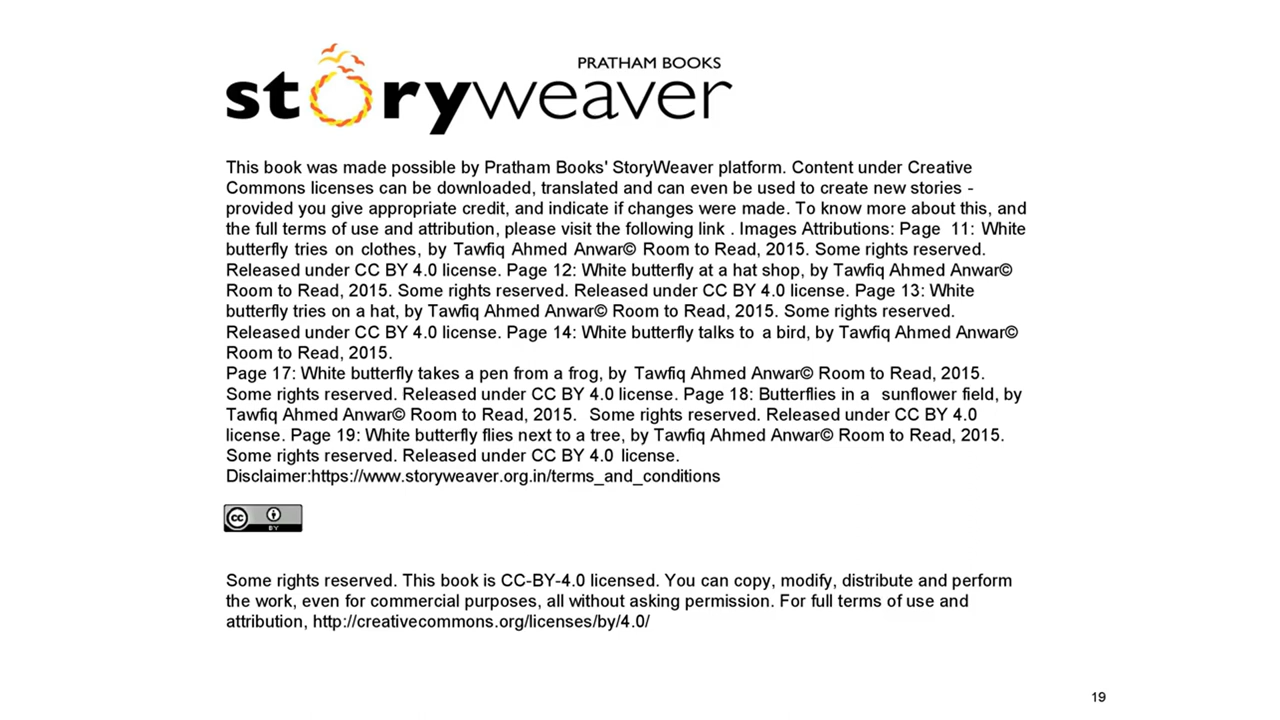 PRATHAM BOOKS
storyweaver
This book was made possible by Pratham Books' StoryWeaver platform. Content under Creative
Commons licenses can be downloaded, translated and can even be used to create new stories -
provided you give appropriate credit, and indicate if changes were made. To know more about this, and
the full terms of use and attribution, please visit the following link . Images Attributions: Page 11: White
butterfly tries on clothes, by Tawfiq Ahmed Anwar© Room to Read, 2015. Some rights reserved.
Released under CC BY 4.0 license. Page 12: White butterfly at a hat shop, by Tawfiq Ahmed Anwar©
Room to Read, 2015. Some rights reserved. Released under CC BY 4.0 license. Page 13: White
butterfly tries on a hat, by Tawfiq Ahmed Anwar© Room to Read, 2015. Some rights reserved.
Released under CC BY 4.0 license. Page 14: White butterfly talks to a bird, by Tawfiq Ahmed Anwar©
Room to Read, 2015.
Page 17: White butterfly takes a pen from a frog, by Tawfiq Ahmed Anwar© Room to Read, 2015.
Some rights reserved. Released under CC BY 4.0 license. Page 18: Butterflies in a sunflower field, by
Tawfiq Ahmed Anwar© Room to Read, 2015. Some rights reserved. Released under CC BY 4.0
license. Page 19: White butterfly flies next to a tree, by Tawfiq Ahmed Anwar© Room to Read, 2015.
Some rights reserved. Released under CC BY 4.0 license.
Disclaimer:https://www.storyweaver.org.in/terms_and_conditions
cc BY
Some rights reserved. This book is CC-BY-4.0 licensed. You can copy, modify, distribute and perform
the work, even for commercial purposes, all without asking permission. For full terms of use and
attribution, http://creativecommons.org/licenses/by/4.0/
19